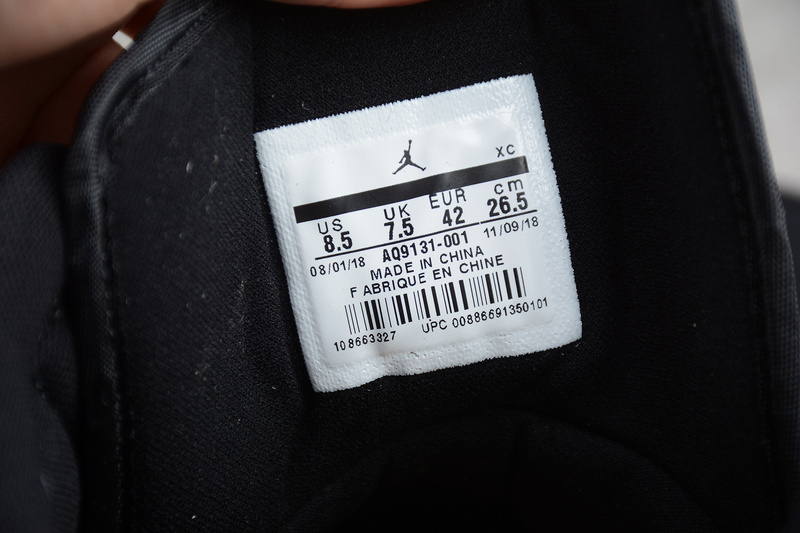 XC
US UK EUR cm
8.5 7.5 42 26.5
08/01/18 AQ9131-001 11/09/18
MADE IN CHINA
FABRIQUE EN CHINE
108663327 UPC 00886691350101